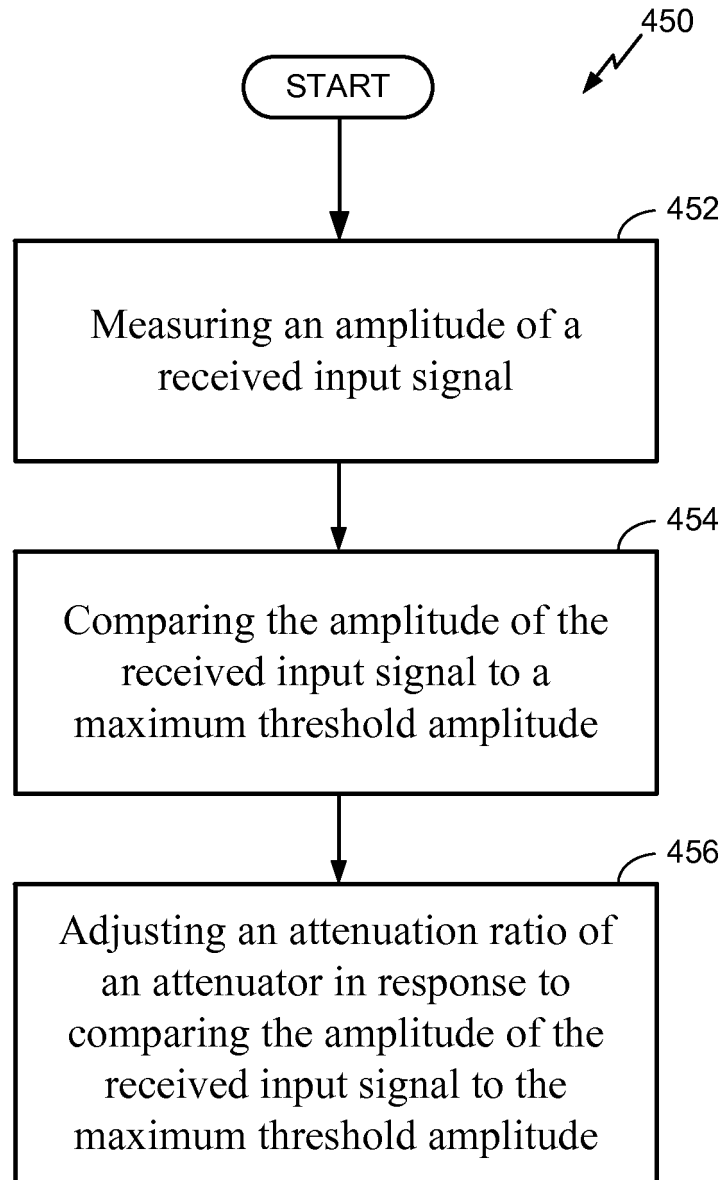 450
START
452
Measuring an amplitude of a
received input signal
454
Comparing the amplitude of the
received input signal to a
maximum threshold amplitude
456
Adjusting an attenuation ratio of
an attenuator in response to
comparing the amplitude of the
received input signal to the
maximum threshold amplitude